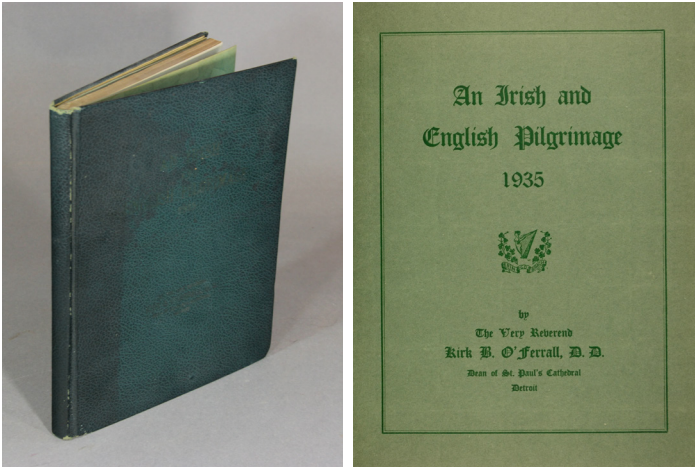 An Irish and
English Pilgrimage
1935
by
The Very Reverend
Kirk B. O'Ferrall, D. D.
Dean of St. Paul's Cathedral
Detroit